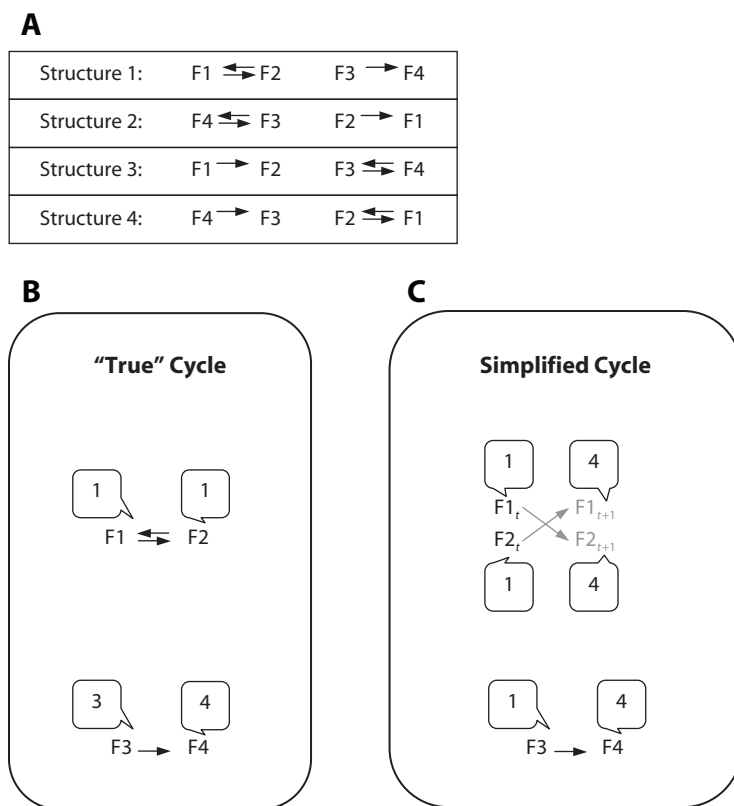 A
Structure 1: F1 F2 F3 F4
Structure 2: F4 F3 F2 F1
Structure 3: F1 F2 F3 F4
Structure 4: F4 F3 F2 F1
B
“True” Cycle
1 1
F1 F2
3 4
F3 F4
C
Simplified Cycle
1 4
F1t F1t+1
F2t F2t+1
1 4
1 4
F3 F4